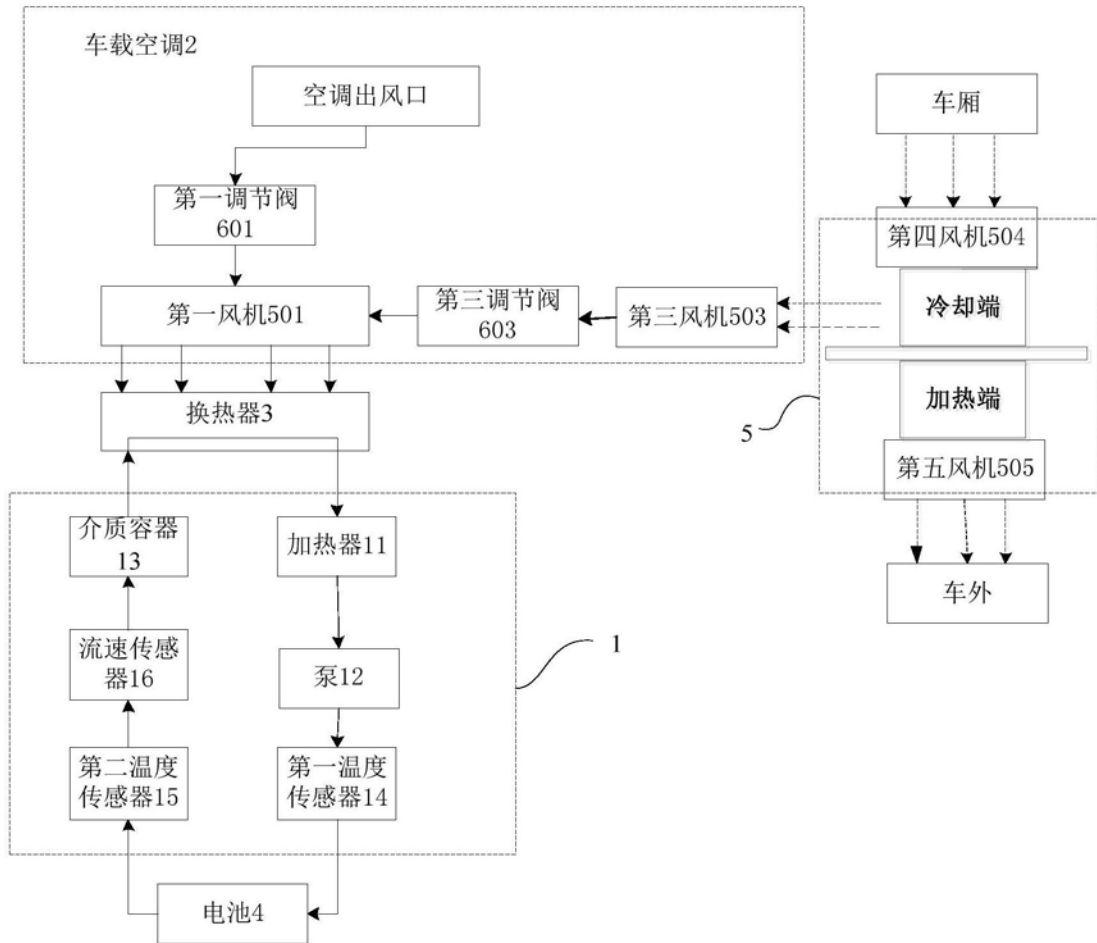 车载空调2
空调出风口
车厢
第一调节阀
601
第四风机504
第一风机501
第三调节阀
603
第三风机503
冷却端
加热端
换热器3
5
第五风机505
介质容器
13
加热器11
车外
流速传感
器16
泵12
1
第二温度
传感器15
第一温度
传感器14
电池4